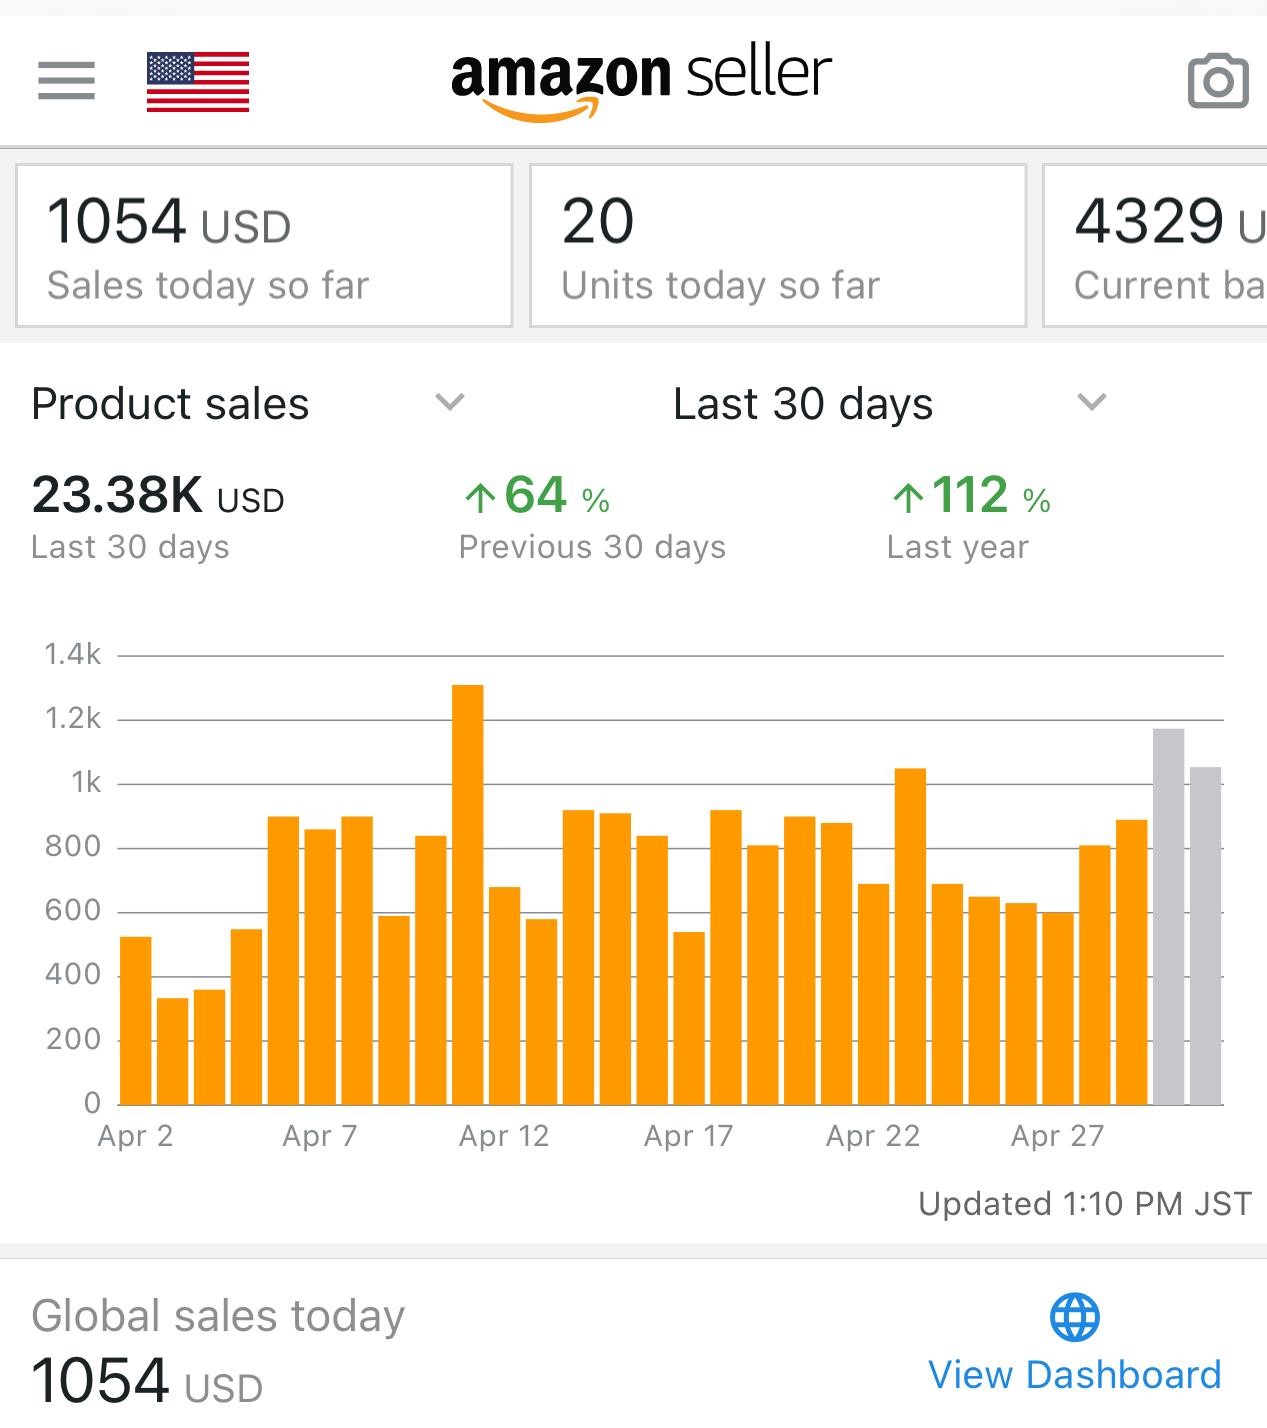 amazon seller
1054 USD
Sales today so far
20
Units today so far
4329 U
Current ba
Product sales
Last 30 days
23.38K USD
Last 30 days
↑64 %
Previous 30 days
↑112 %
Last year
1.4k
1.2k
1k
800
600
400
200
0
Apr 2
Apr 7
Apr 12
Apr 17
Apr 22
Apr 27
Updated 1:10 PM JST
Global sales today
1054 USD
View Dashboard